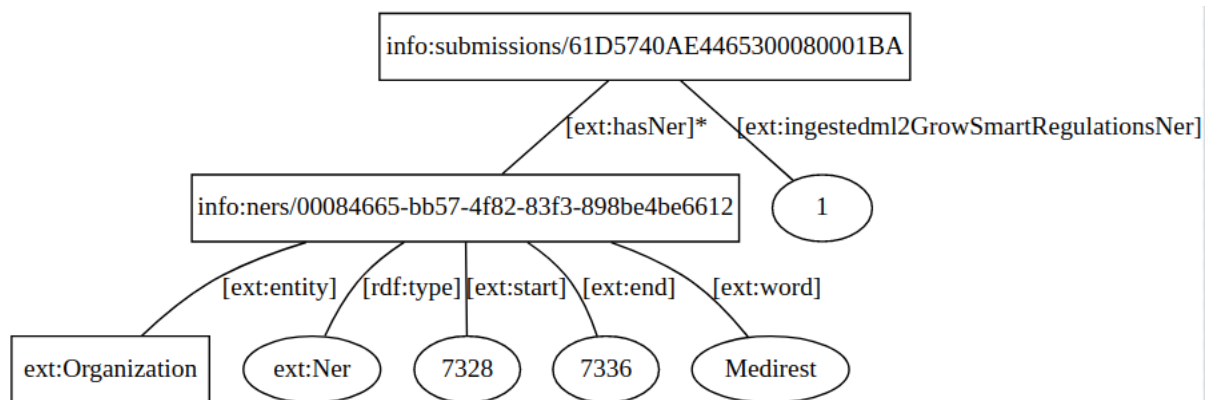 info:submissions/61D5740AE4465300080001BA
[ext:hasNer]* [ext:ingestedml2GrowSmartRegulationsNer]
info:ners/00084665-bb57-4f82-83f3-898be4be6612 1
[ext:entity] [rdf:type] [ext:start] [ext:end] [ext:word]
ext:Organization ext:Ner 7328 7336 Medirest